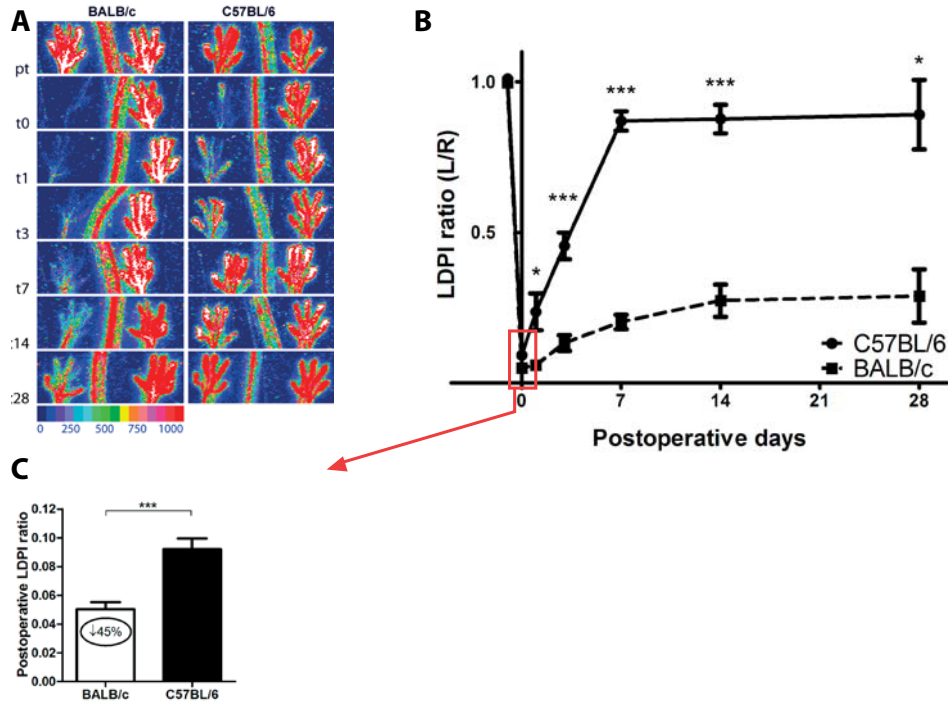 A
BALB/c C57BL/6
pt
t0
t1
t3
t7
:14
:28
0 250 500 750 1000
B
LDPI ratio (L/R)
1.0
0.5
*
***
***
***
*
C57BL/6
BALB/c
0 7 14 21 28
Postoperative days
C
Postoperative LDPI ratio
0.12
0.10
0.08
0.06
0.04
0.02
0.00
***
↓45%
BALB/c C57BL/6